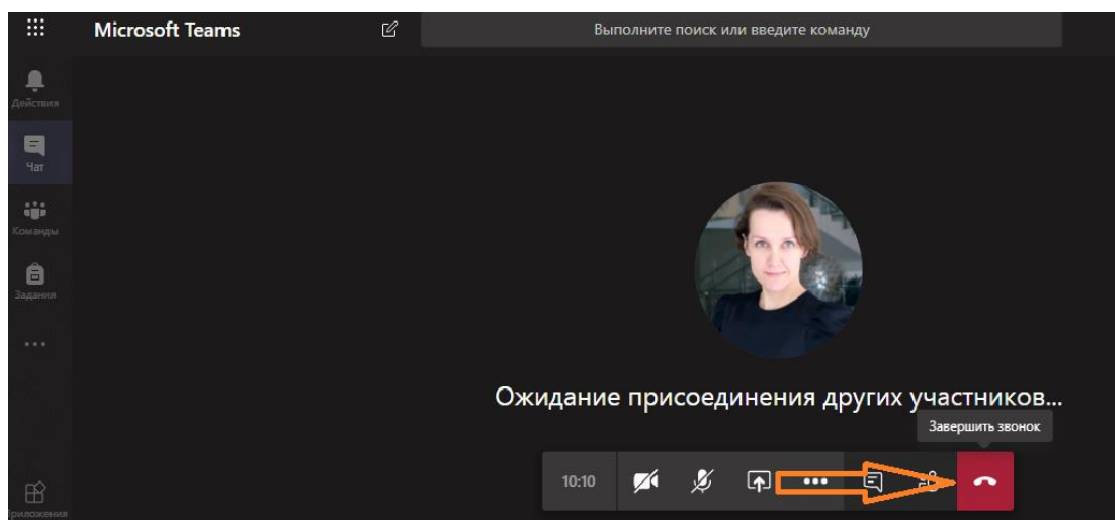 Microsoft Teams
Выполните поиск или введите команду
Действия
Чат
Команды
Задания
Ожидание присоединения других участников...
Завершить звонок
10:10
Приложения